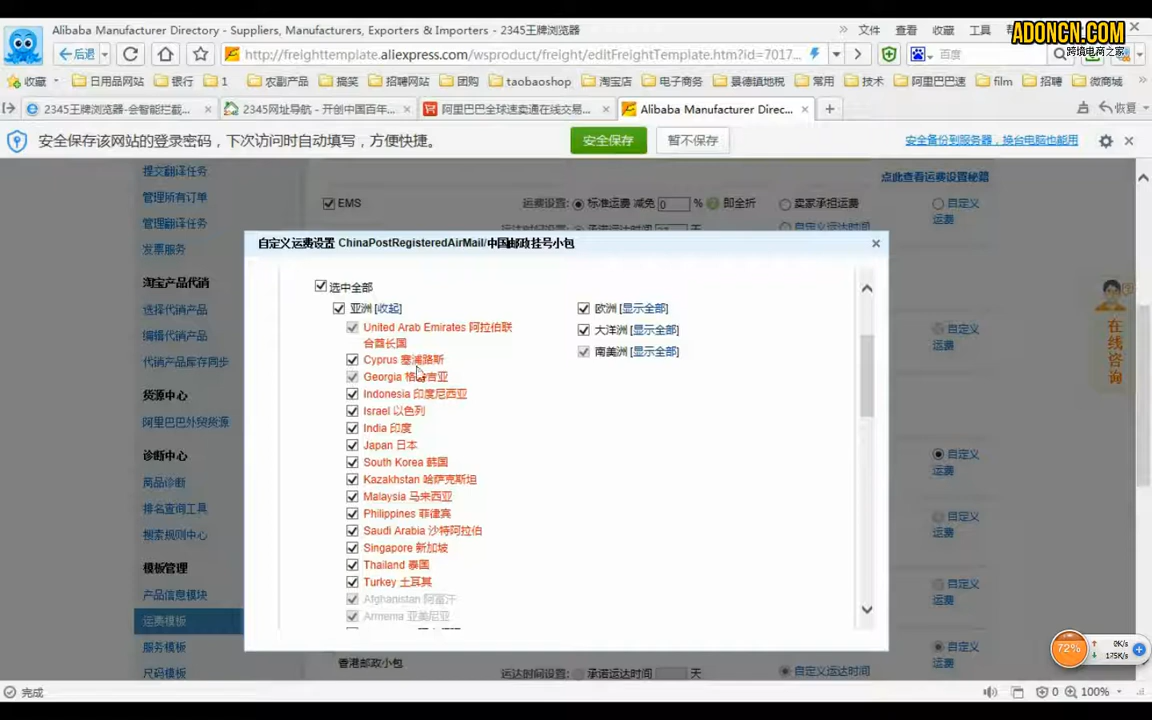 Alibaba Manufacturer Directory - Suppliers, Manufacturers, Exporters & Importers - 2345王牌浏览器
文件 查看 收藏 工具
ADONCN.COM
跨境电商之家
后退
http://freighttemplate.aliexpress.com/wsproduct/freight/editFreightTemplate.htm?id=7017...
百度
收藏 日用品网站 银行 1 农副产品 搞笑 招聘网站 团购 taobaoshop 淘宝店 电子商务 景德镇地税 常用 技术 阿里巴巴速 film 招聘 微商城
2345王牌浏览器-会智能拦截... 2345网址导航 - 开创中国百年... 阿里巴巴全球速卖通在线交易... Alibaba Manufacturer Direc... 恢复
安全保存该网站的登录密码，下次访问时自动填写，方便快捷。 安全保存 暂不保存 安全备份到服务器，换台电脑也能用
提交翻译任务
管理所有订单
管理翻译任务
发票服务
淘宝产品代销
选择代销产品
编辑代销产品
代销产品库存同步
货源中心
阿里巴巴外贸货源
诊断中心
商品诊断
排名查询工具
搜索规则中心
模板管理
产品信息模块
运费模板
服务模板
尺码模板
点此查看运费设置秘籍
EMS 运费设置: 标准运费 减免 0 % 即全折 卖家承担运费 自定义
运费
自定义运费设置 ChinaPostRegisteredAirMail/中国邮政挂号小包
选中全部
亚洲 [收起] 欧洲 [显示全部]
United Arab Emirates 阿拉伯联 大洋洲 [显示全部]
合酋长国 南美洲 [显示全部]
Cyprus 塞浦路斯
Georgia 格鲁吉亚
Indonesia 印度尼西亚
Israel 以色列
India 印度
Japan 日本
South Korea 韩国
Kazakhstan 哈萨克斯坦
Malaysia 马来西亚
Philippines 菲律宾
Saudi Arabia 沙特阿拉伯
Singapore 新加坡
Thailand 泰国
Turkey 土耳其
Afghanistan 阿富汗
Armenia 亚美尼亚
自定义
运费
自定义
运费
自定义
运费
自定义
运费
自定义
运费
在线咨询
香港邮政小包
运达时间设置: 承诺运达时间 天 自定义运达时间
72%
0K/s
175K/s
完成 0 100%